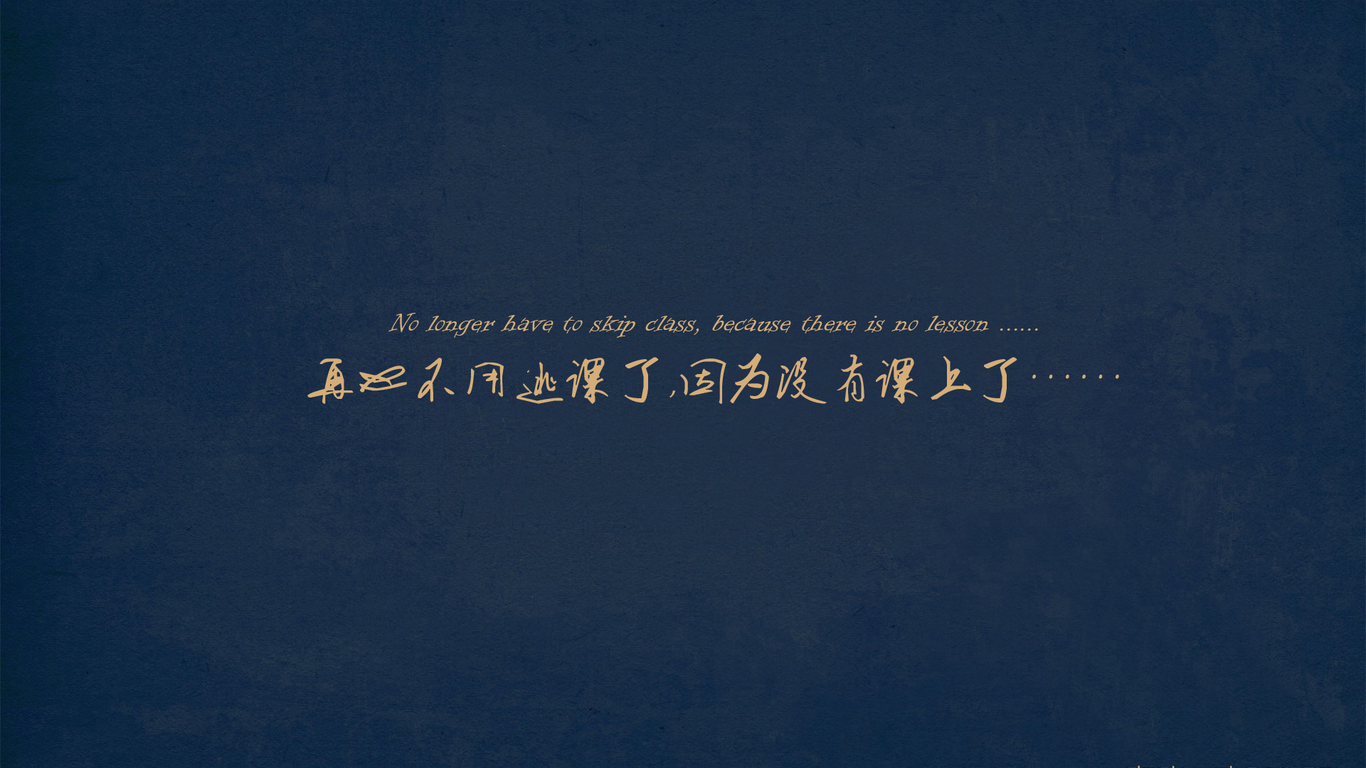 No longer have to skip class, because there is no lesson ......
再也不用逃课了,因为没有课上了······